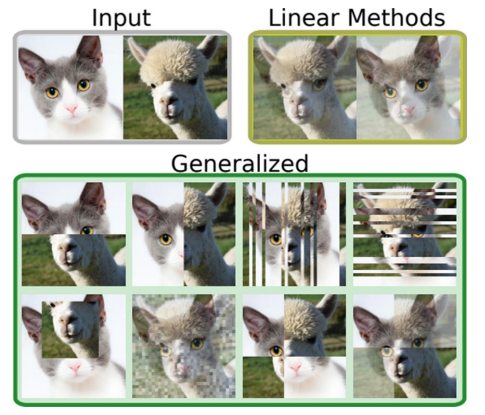 Input
Linear Methods
Generalized